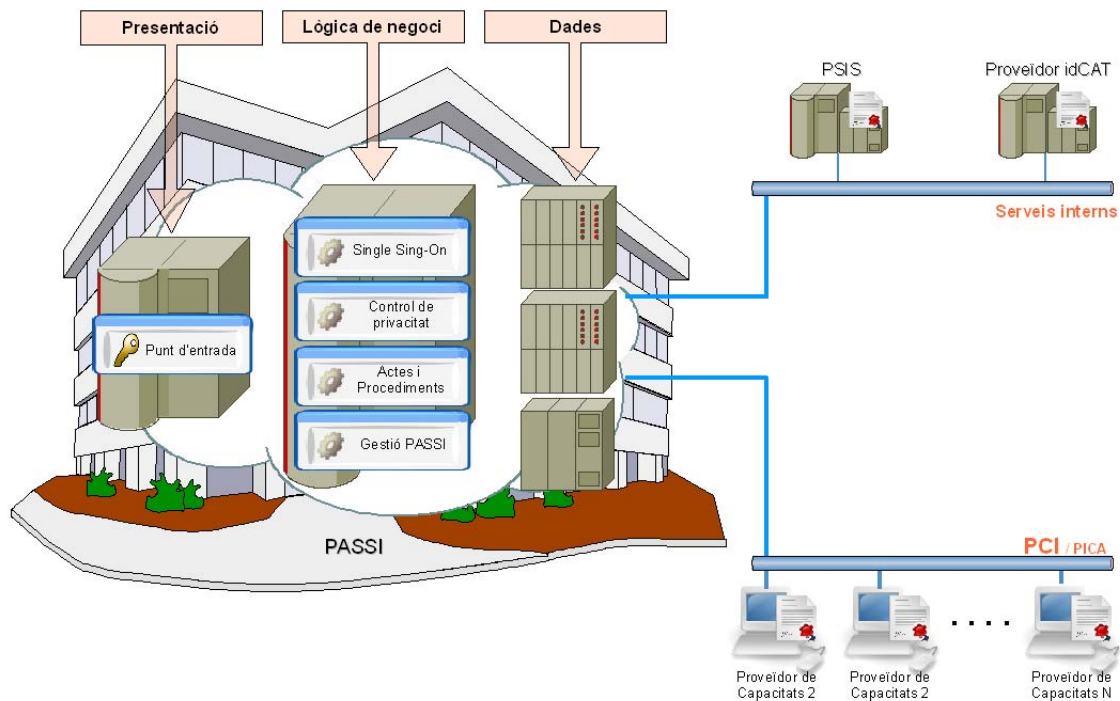 Presentació
Lògica de negoci
Dades
PSIS
Proveïdor idCAT
Serveis interns
Single Sing-On
Control de
privacitat
Punt d'entrada
Actes i
Procediments
Gestió PASSI
PASSI
PCI / PICA
. . . .
Proveïdor de
Capacitats 2
Proveïdor de
Capacitats 2
Proveïdor de
Capacitats N